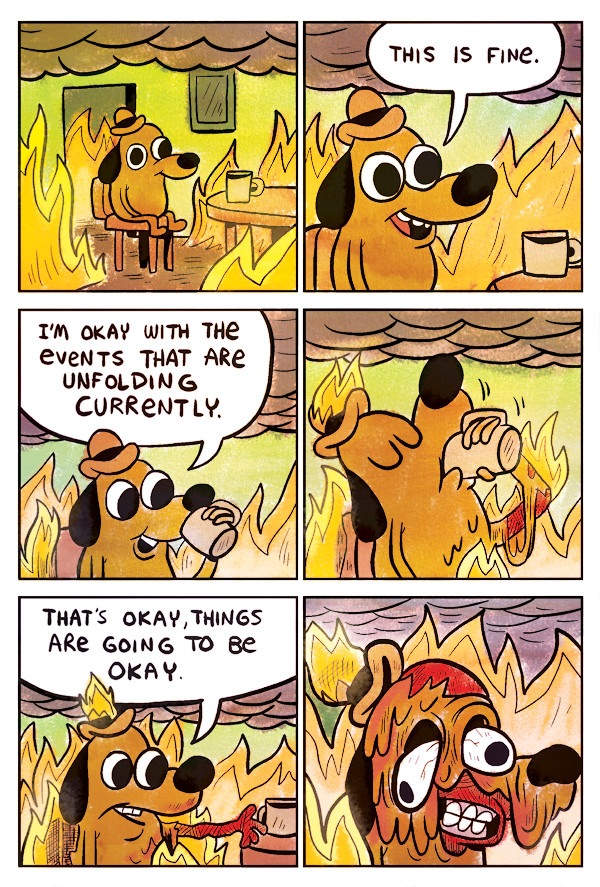 THIS IS FINE.
I'M OKAY WITH THE
EVENTS THAT ARE
UNFOLDING
CURRENTLY.
THAT'S OKAY, THINGS
ARE GOING TO BE
OKAY.